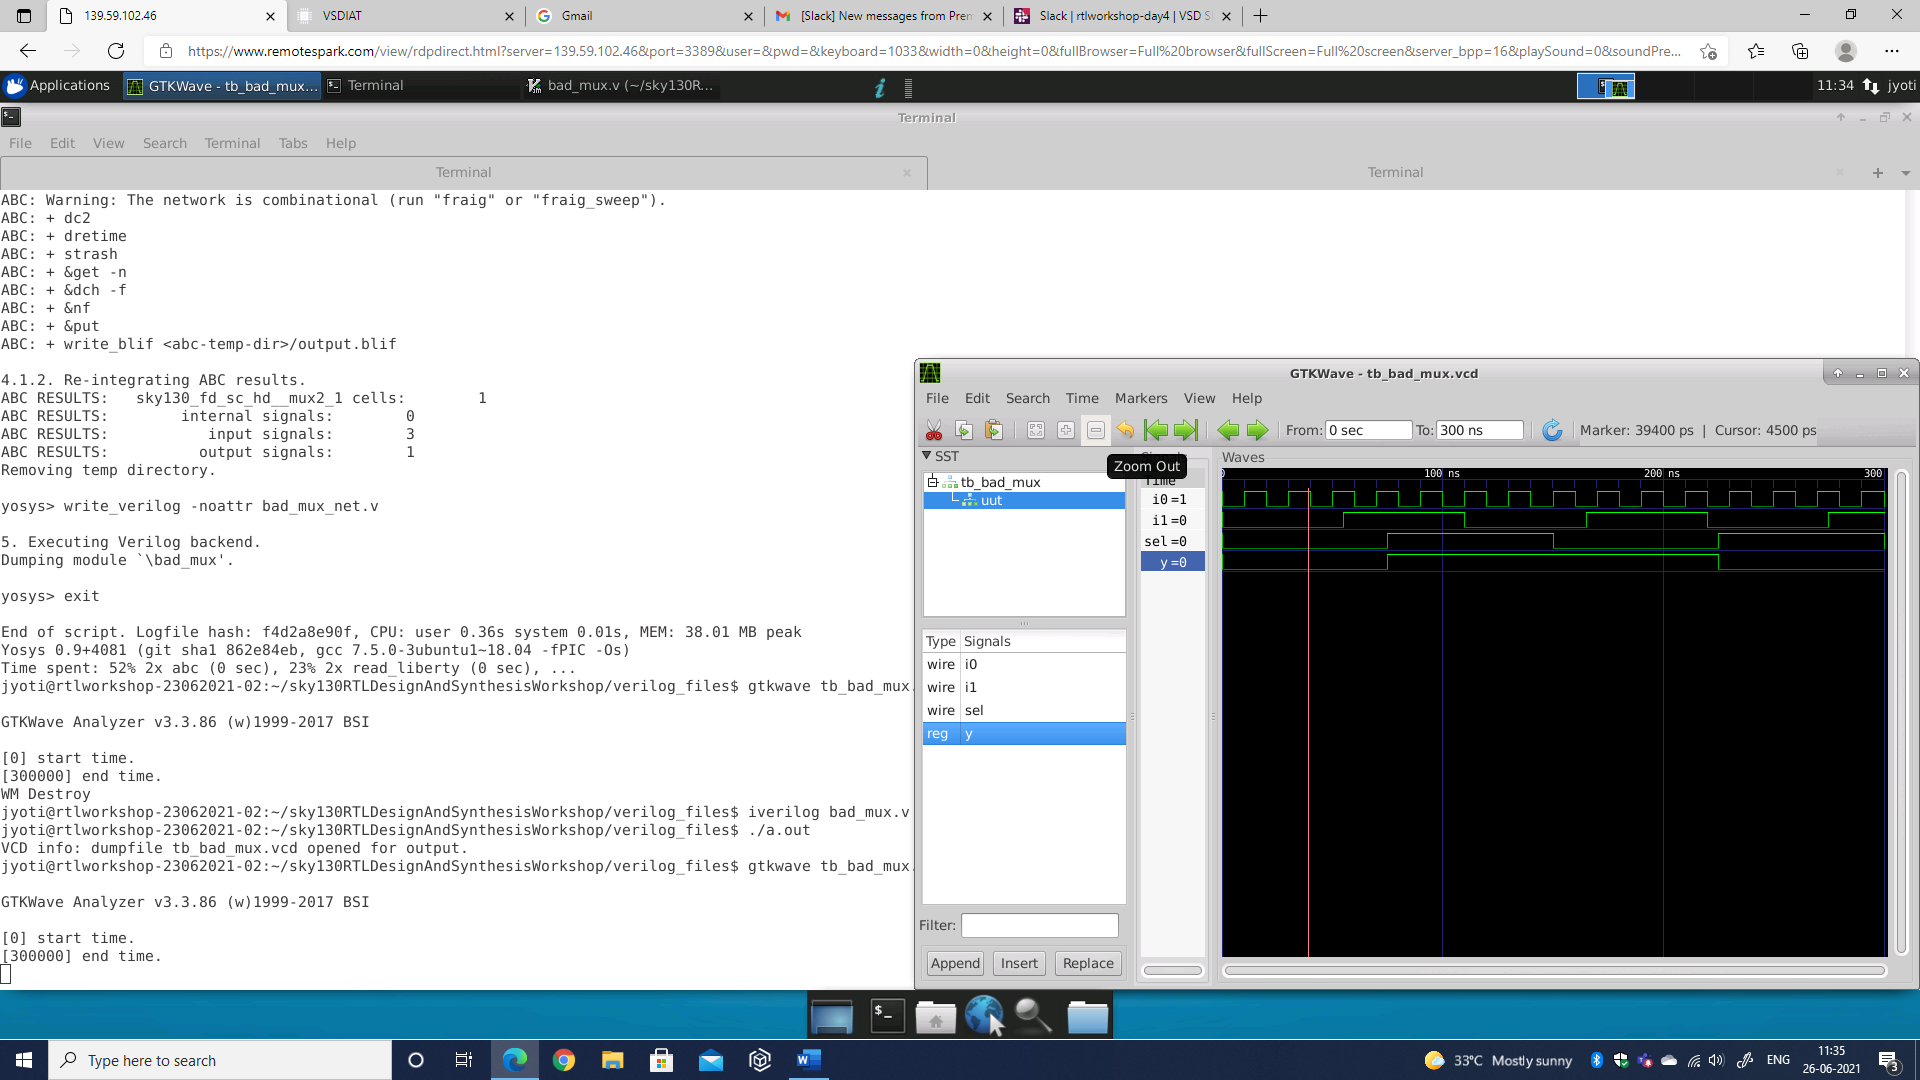 139.59.102.46
VSDIAT
Gmail
[Slack] New messages from Prem
Slack | rtlworkshop-day4 | VSD S
https://www.remotespark.com/view/rdpdirect.html?server=139.59.102.46&port=3389&user=&pwd=&keyboard=1033&width=0&height=0&fullBrowser=Full%20browser&fullScreen=Full%20screen&server_bpp=16&playSound=0&soundPre...
Applications
GTKWave - tb_bad_mux...
Terminal
bad_mux.v (~/sky130R...
11:34
jyoti
Terminal
File Edit View Search Terminal Tabs Help
Terminal
Terminal
ABC: Warning: The network is combinational (run "fraig" or "fraig_sweep").
ABC: + dc2
ABC: + dretime
ABC: + strash
ABC: + &get -n
ABC: + &dch -f
ABC: + &nf
ABC: + &put
ABC: + write_blif <abc-temp-dir>/output.blif
4.1.2. Re-integrating ABC results.
ABC RESULTS:   sky130_fd_sc_hd__mux2_1 cells:        1
ABC RESULTS:        internal signals:        0
ABC RESULTS:           input signals:        3
ABC RESULTS:          output signals:        1
Removing temp directory.
yosys> write_verilog -noattr bad_mux_net.v
5. Executing Verilog backend.
Dumping module `\bad_mux'.
yosys> exit
End of script. Logfile hash: f4d2a8e90f, CPU: user 0.36s system 0.01s, MEM: 38.01 MB peak
Yosys 0.9+4081 (git sha1 862e84eb, gcc 7.5.0-3ubuntu1~18.04 -fPIC -Os)
Time spent: 52% 2x abc (0 sec), 23% 2x read_liberty (0 sec), ...
jyoti@rtlworkshop-23062021-02:~/sky130RTLDesignAndSynthesisWorkshop/verilog_files$ gtkwave tb_bad_mux.
GTKWave Analyzer v3.3.86 (w)1999-2017 BSI
[0] start time.
[300000] end time.
WM Destroy
jyoti@rtlworkshop-23062021-02:~/sky130RTLDesignAndSynthesisWorkshop/verilog_files$ iverilog bad_mux.v
jyoti@rtlworkshop-23062021-02:~/sky130RTLDesignAndSynthesisWorkshop/verilog_files$ ./a.out
VCD info: dumpfile tb_bad_mux.vcd opened for output.
jyoti@rtlworkshop-23062021-02:~/sky130RTLDesignAndSynthesisWorkshop/verilog_files$ gtkwave tb_bad_mux.
GTKWave Analyzer v3.3.86 (w)1999-2017 BSI
[0] start time.
[300000] end time.
GTKWave - tb_bad_mux.vcd
File Edit Search Time Markers View Help
From: 0 sec To: 300 ns Marker: 39400 ps | Cursor: 4500 ps
SST
tb_bad_mux
uut
Zoom Out
Time
i0=1
i1=0
sel=0
y=0
Waves
0 100 ns 200 ns 300
Type Signals
wire i0
wire i1
wire sel
reg y
Filter:
Append Insert Replace
Type here to search
33°C Mostly sunny
ENG
11:35
26-06-2021
3